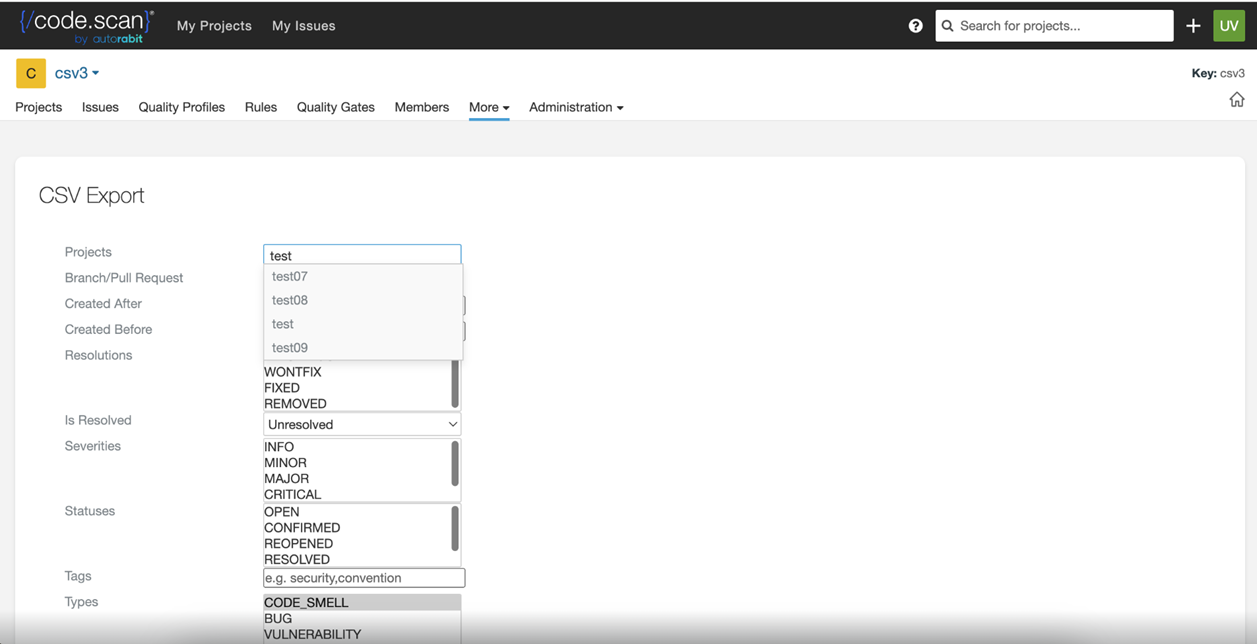 {/code.scan}®
by autorabit
My Projects My Issues
? Search for projects... + UV
C csv3 Key: csv3
Projects Issues Quality Profiles Rules Quality Gates Members More Administration
CSV Export
Projects test
test07
test08
test
test09
Branch/Pull Request
Created After
Created Before
Resolutions
WONTFIX
FIXED
REMOVED
Is Resolved Unresolved
Severities INFO
MINOR
MAJOR
CRITICAL
Statuses OPEN
CONFIRMED
REOPENED
RESOLVED
Tags e.g. security,convention
Types CODE_SMELL
BUG
VULNERABILITY